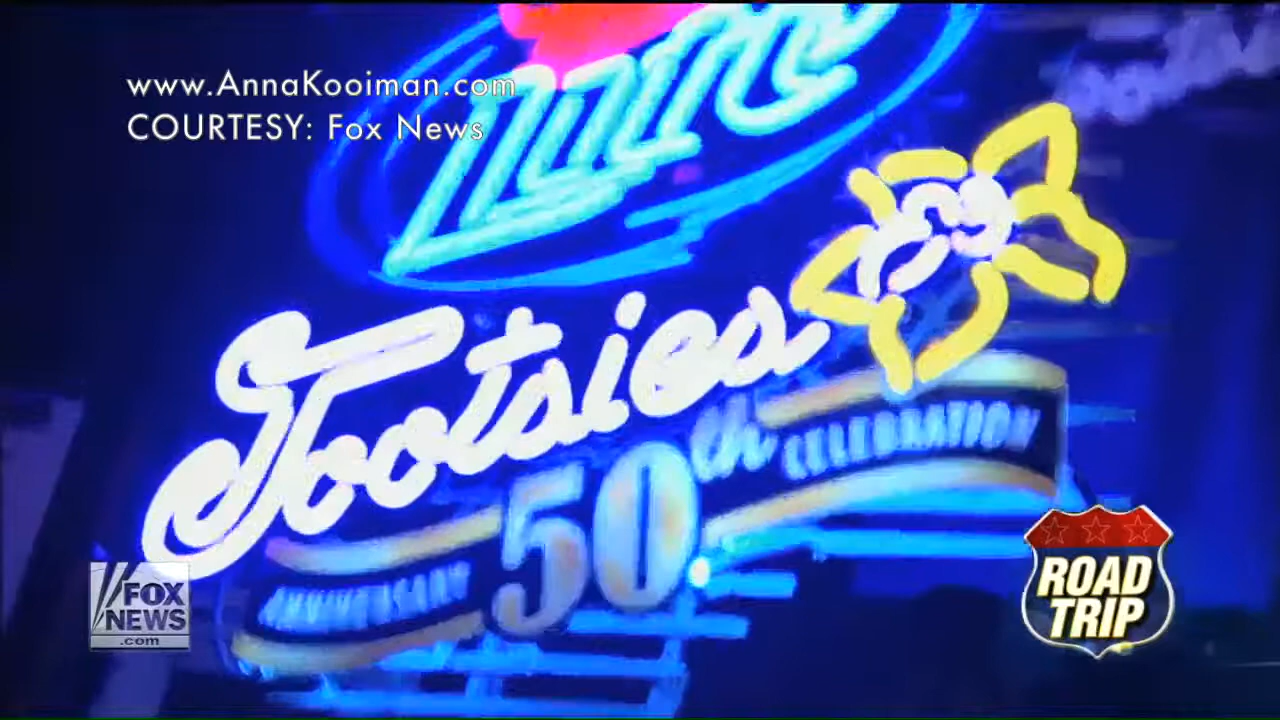 www.AnnaKooiman.com
COURTESY: Fox News
Lite
Tootsies
50th
ANNIVERSARY
CELEBRATION
ROAD
TRIP
FOX
NEWS
.com